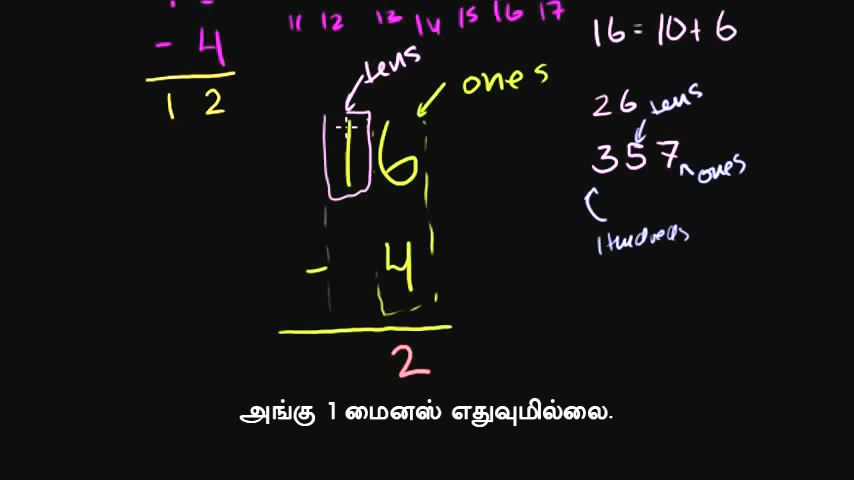 - 4
1 2
11 12 12 14 15 16 17
tens
ones
16
- 4
2
16 = 10 + 6
26
tens
357
ones
Hundreds
அங்கு 1 மைனஸ் எதுவுமில்லை.